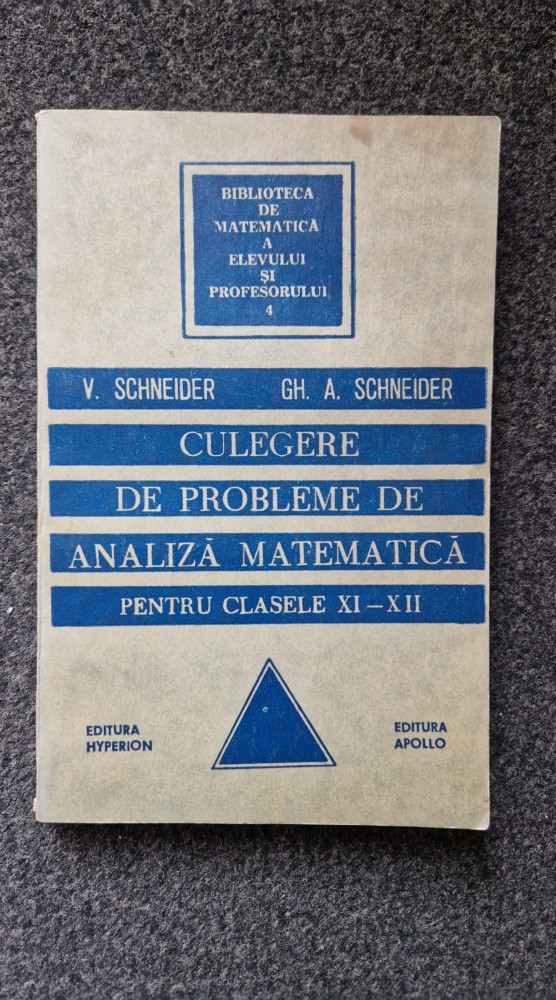 BIBLIOTECA
DE
MATEMATICĂ
A
ELEVULUI
ȘI
PROFESORULUI
4
V. SCHNEIDER GH. A. SCHNEIDER
CULEGERE
DE PROBLEME DE
ANALIZĂ MATEMATICĂ
PENTRU CLASELE XI–XII
EDITURA
HYPERION
EDITURA
APOLLO